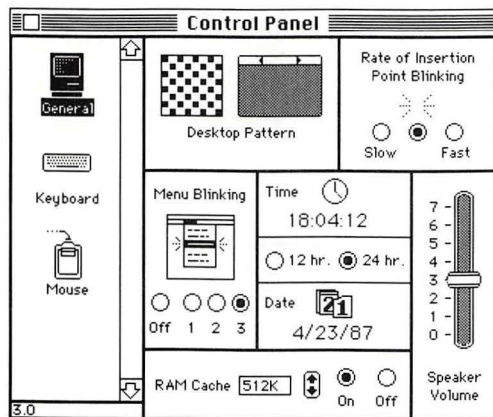 Control Panel
General
Keyboard
Mouse
3.0
Desktop Pattern
Rate of Insertion
Point Blinking
Slow Fast
Menu Blinking
Off 1 2 3
Time
18:04:12
12 hr. 24 hr.
Date
21
4/23/87
7
6
5
4
3
2
1
0
Speaker
Volume
RAM Cache 512K
On Off